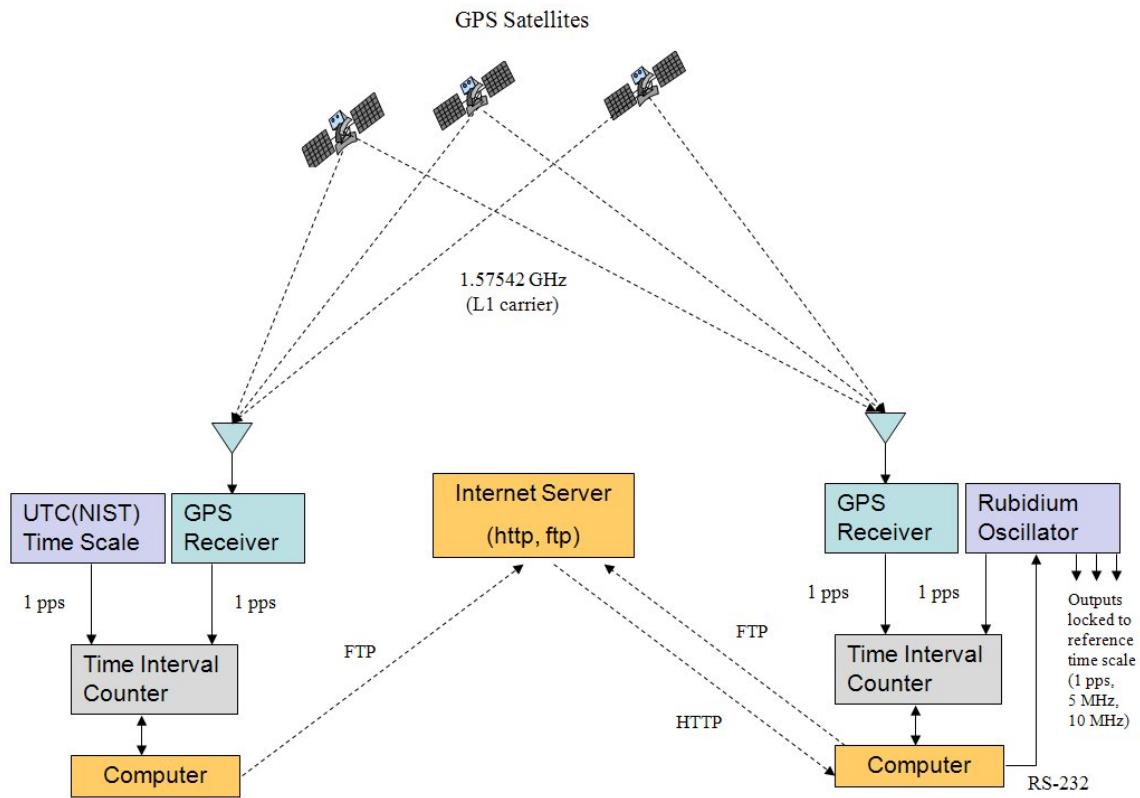 GPS Satellites
1.57542 GHz
(L1 carrier)
UTC(NIST)
Time Scale
GPS
Receiver
Internet Server
(http, ftp)
GPS
Receiver
Rubidium
Oscillator
1 pps
1 pps
1 pps
1 pps
Outputs
locked to
reference
time scale
(1 pps,
5 MHz,
10 MHz)
FTP
FTP
Time Interval
Counter
Time Interval
Counter
HTTP
Computer
Computer
RS-232